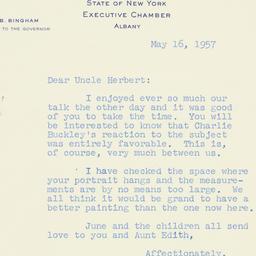 STATE OF NEW YORK
EXECUTIVE CHAMBER
ALBANY
B. BINGHAM
TO THE GOVERNOR
May 16, 1957
Dear Uncle Herbert:
I enjoyed ever so much our
talk the other day and it was good
of you to take the time. You will
be interested to know that Charlie
Buckley's reaction to the subject
was entirely favorable. This is,
of course, very much between us.
I have checked the space where
your portrait hangs and the measure-
ments are by no means too large. We
all think it would be grand to have a
better painting than the one now here.
June and the children all send
love to you and Aunt Edith,
Affectionately,